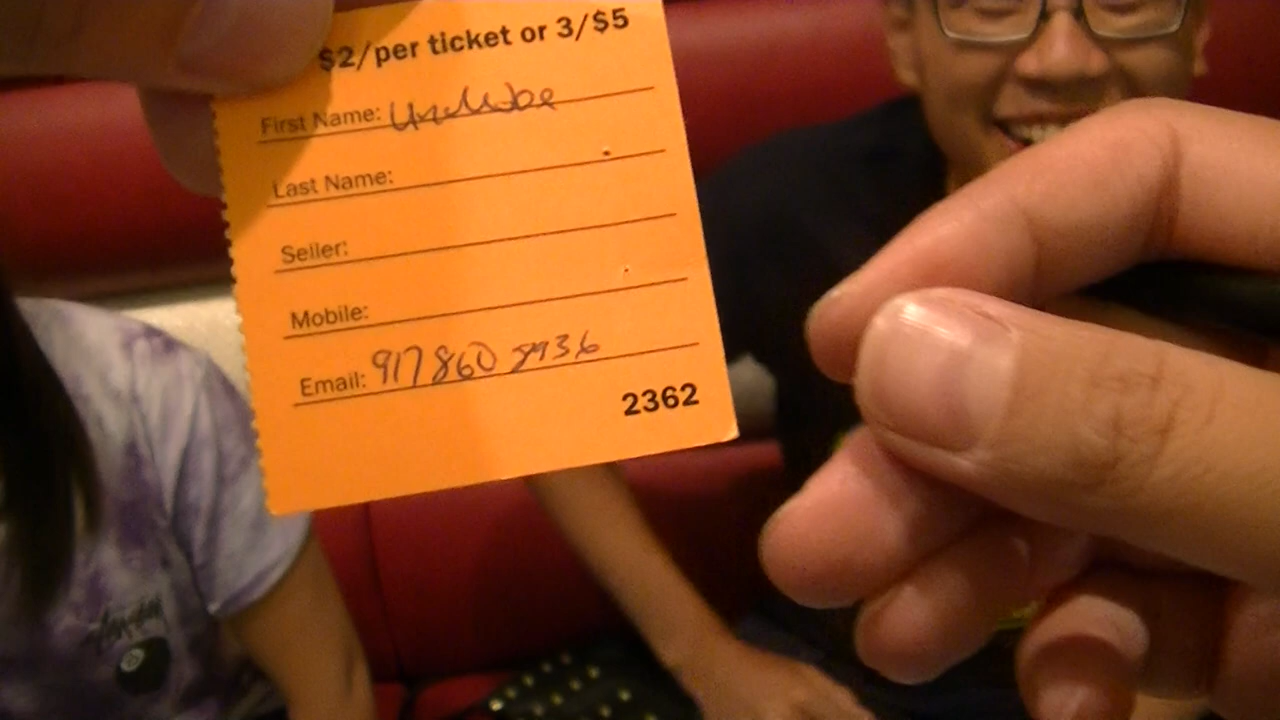 $2/per ticket or 3/$5
First Name:
Last Name:
Seller:
Mobile:
Email: 917 860 8936
2362